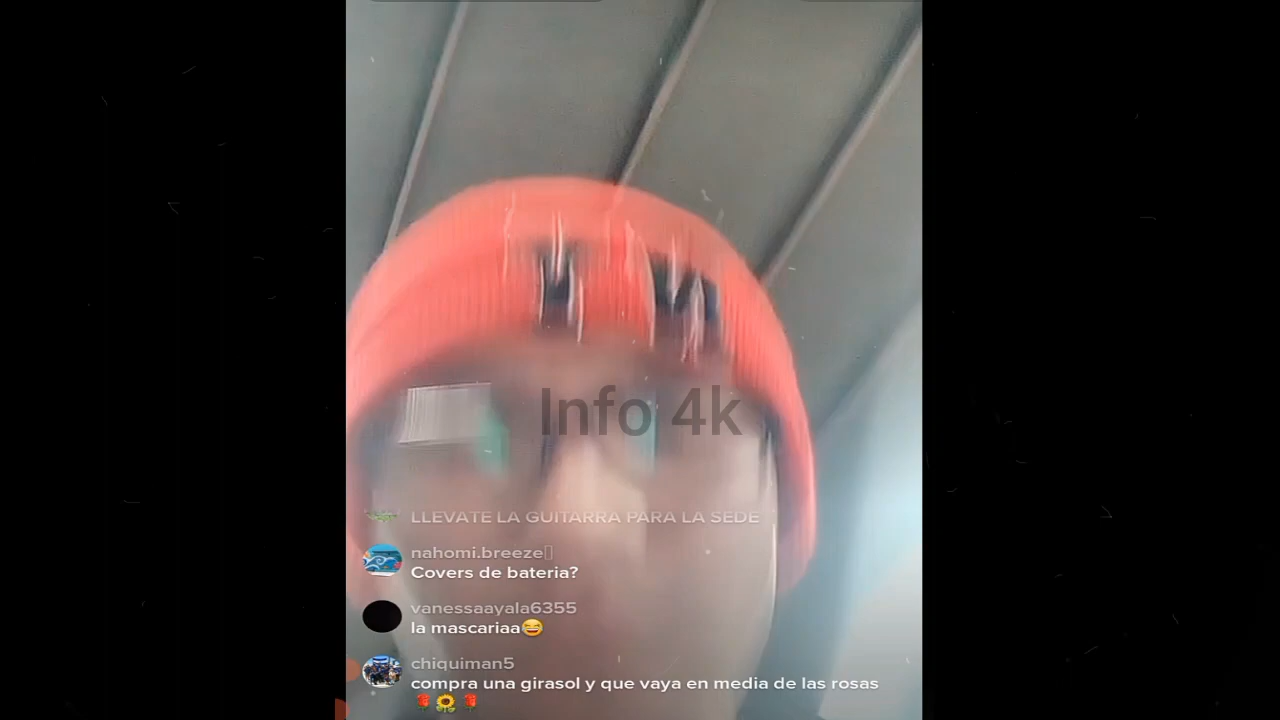 Info 4k
LLEVATE LA GUITARRA PARA LA SEDE
nahomi.breeze
Covers de bateria?
vanessaayala6355
la mascariaa😂
chiquiman5
compra una girasol y que vaya en media de las rosas
🌹🌻🌹